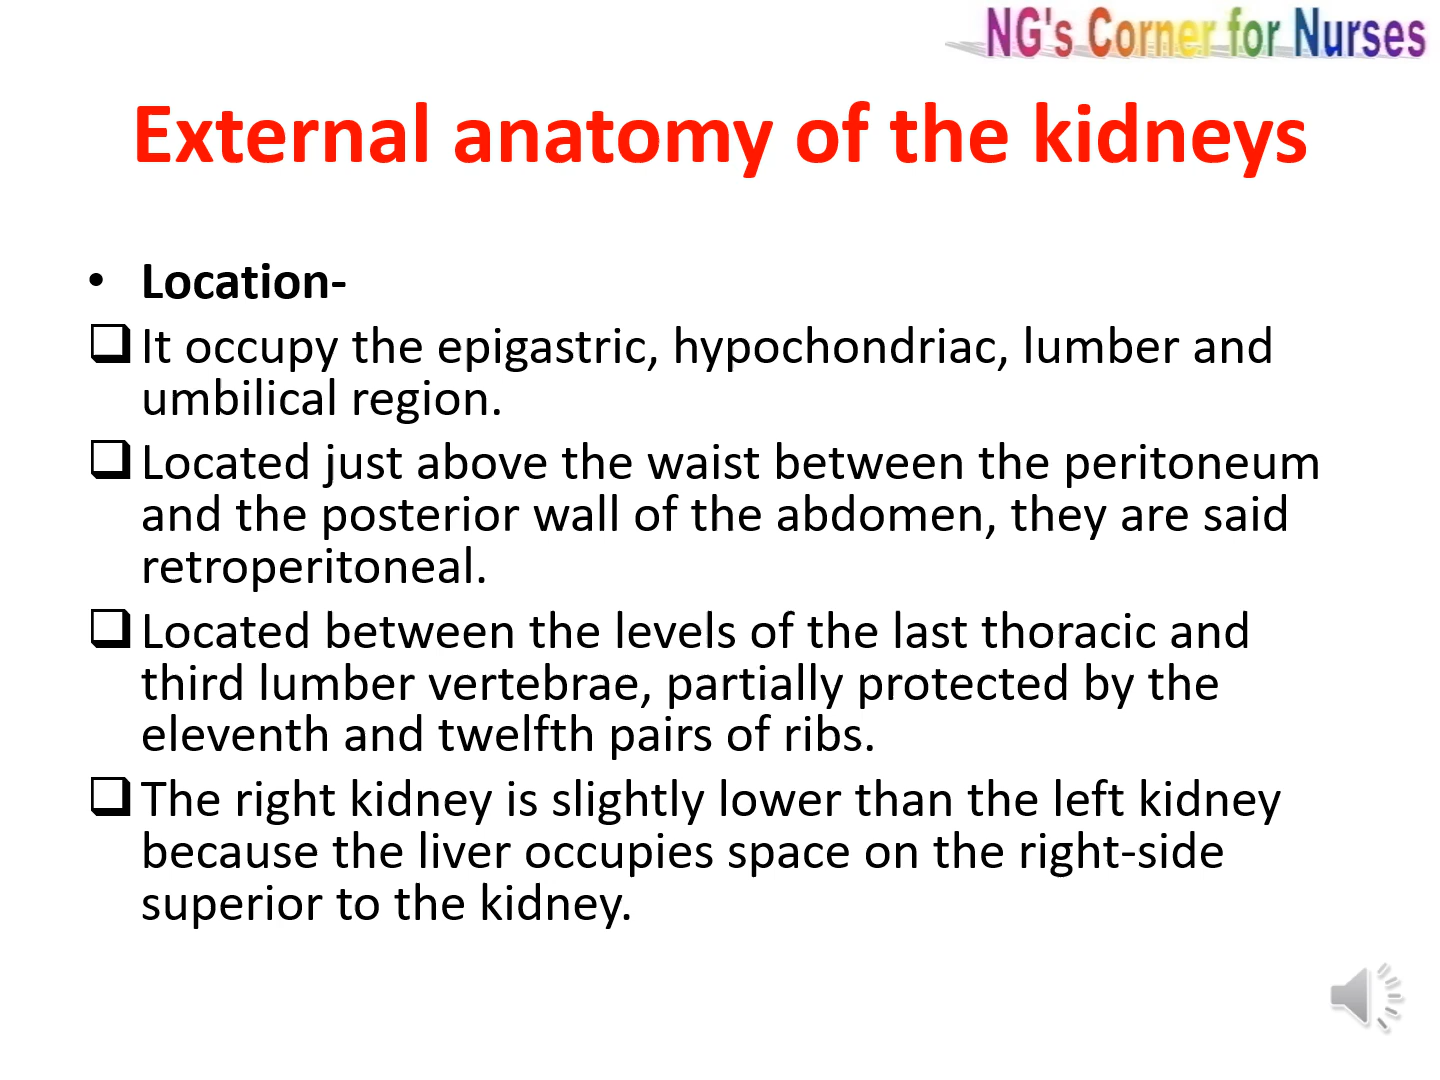 NG's Corner for Nurses
External anatomy of the kidneys
• Location-
❑ It occupy the epigastric, hypochondriac, lumber and
umbilical region.
❑ Located just above the waist between the peritoneum
and the posterior wall of the abdomen, they are said
retroperitoneal.
❑ Located between the levels of the last thoracic and
third lumber vertebrae, partially protected by the
eleventh and twelfth pairs of ribs.
❑ The right kidney is slightly lower than the left kidney
because the liver occupies space on the right-side
superior to the kidney.